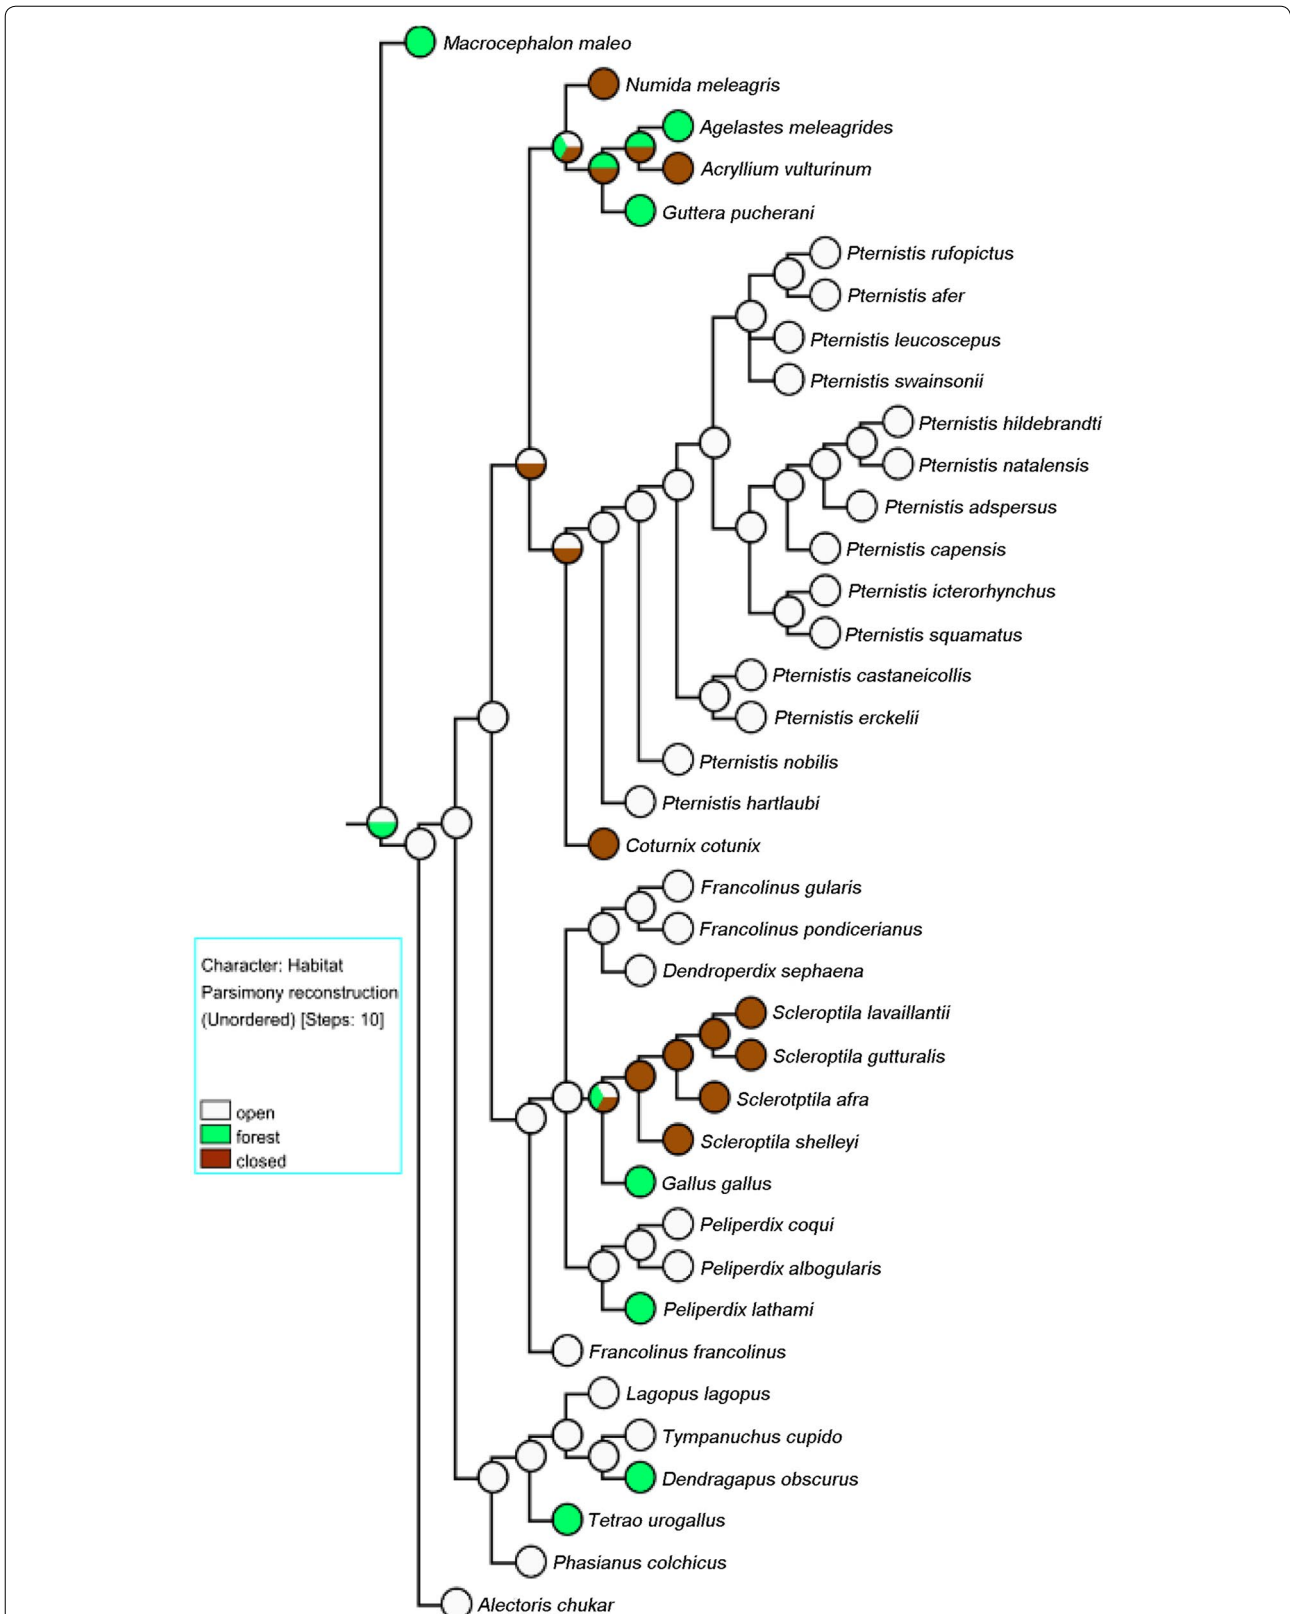 Macrocephalon maleo
Numida meleagris
Agelastes meleagrides
Acryllium vulturinum
Guttera pucherani
Pternistis rufopictus
Pternistis afer
Pternistis leucoscepus
Pternistis swainsonii
Pternistis hildebrandti
Pternistis natalensis
Pternistis adspersus
Pternistis capensis
Pternistis icterorhynchus
Pternistis squamatus
Pternistis castaneicollis
Pternistis erckelii
Pternistis nobilis
Pternistis hartlaubi
Coturnix cotunix
Francolinus gularis
Francolinus pondicerianus
Dendroperdix sephaena
Scleroptila lavaillantii
Scleroptila gutturalis
Sclerotptila afra
Scleroptila shelleyi
Gallus gallus
Peliperdix coqui
Peliperdix albogularis
Peliperdix lathami
Francolinus francolinus
Lagopus lagopus
Tympanuchus cupido
Dendragapus obscurus
Tetrao urogallus
Phasianus colchicus
Alectoris chukar
Character: Habitat
Parsimony reconstruction
(Unordered) [Steps: 10]
open
forest
closed